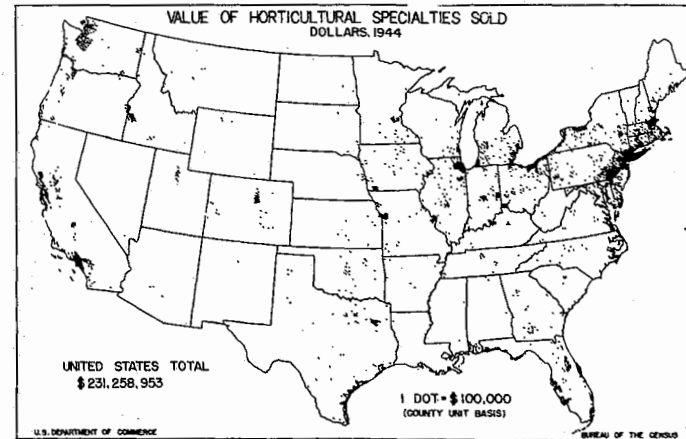 VALUE OF HORTICULTURAL SPECIALTIES SOLD
DOLLARS, 1944
UNITED STATES TOTAL
$231,258,953
1 DOT = $100,000
(COUNTY UNIT BASIS)
U.S. DEPARTMENT OF COMMERCE
BUREAU OF THE CENSUS